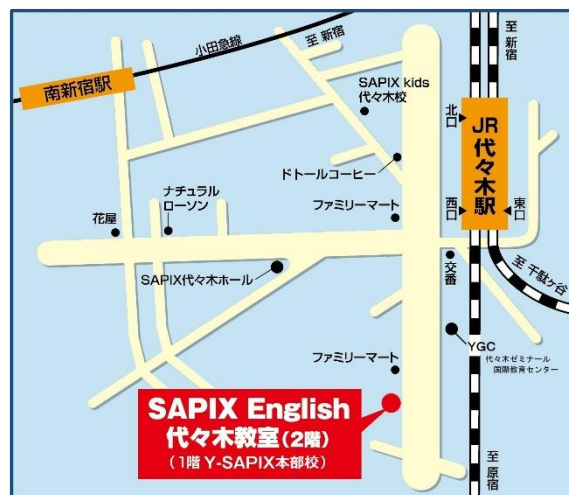 小田急線
至 新宿
至 新宿
南新宿駅
SAPIX kids
代々木校
北口
JR代々木駅
ドトールコーヒー
ナチュラル
ローソン
ファミリーマート
西口
東口
花屋
SAPIX代々木ホール
交番
至 千駄ヶ谷
YGC
代々木ゼミナール
国際教育センター
ファミリーマート
SAPIX English
代々木教室(2階)
(1階 Y-SAPIX本部校)
至 原宿